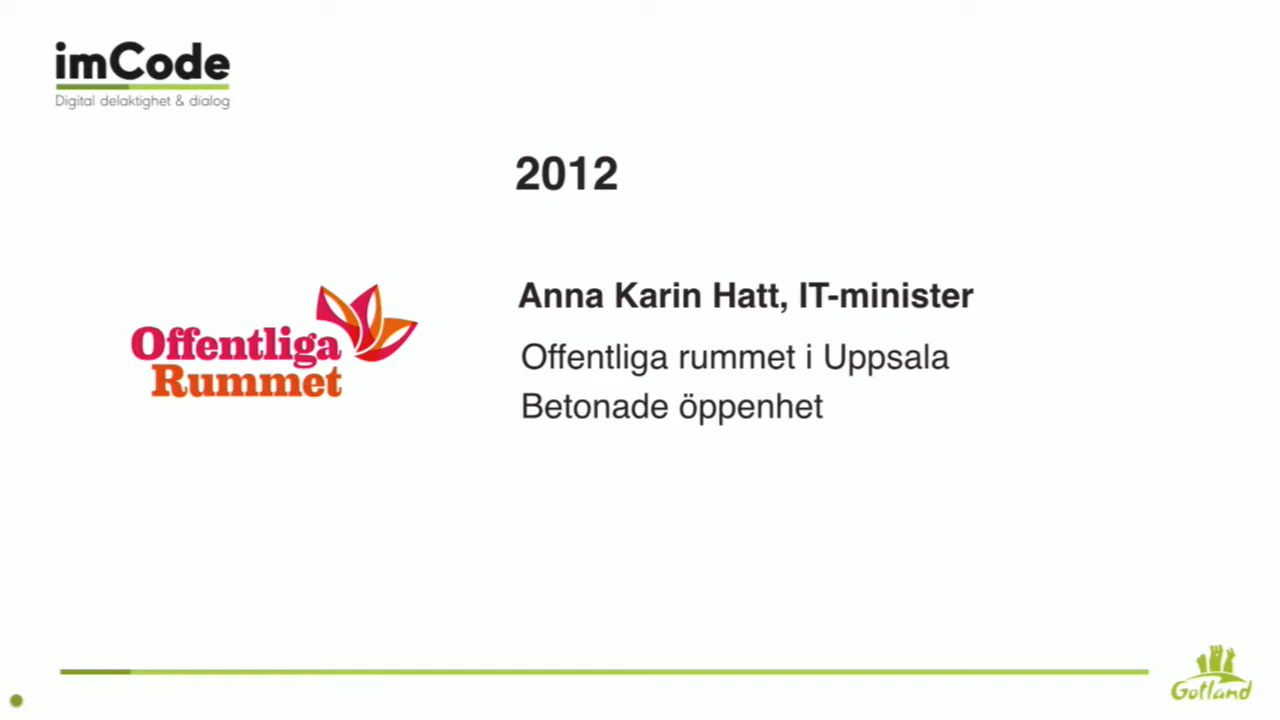 imCode
Digital delaktighet & dialog
2012
Anna Karin Hatt, IT-minister
Offentliga rummet i Uppsala
Betonade öppenhet
Offentliga
Rummet
Gotland